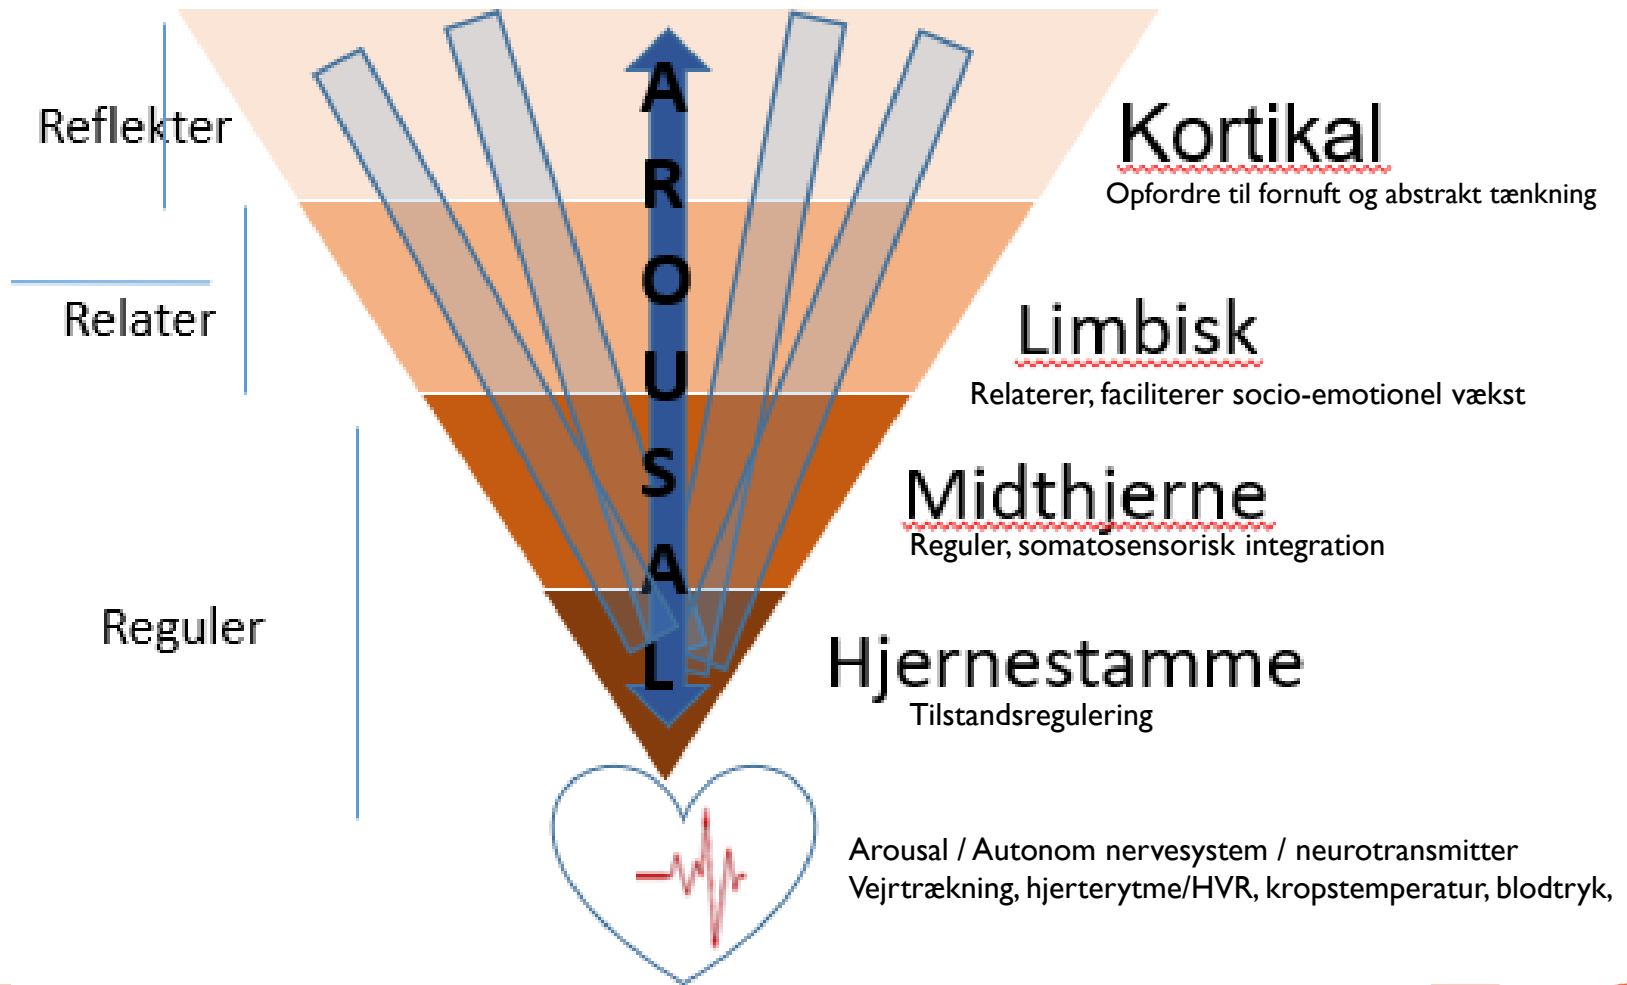 Reflekter
Relater
Reguler
AROUSAL
Kortikal
Opfordre til fornuft og abstrakt tænkning
Limbisk
Relaterer, faciliterer socio-emotionel vækst
Midthjerne
Reguler, somatosensorisk integration
Hjernestamme
Tilstandsregulering
Arousal / Autonom nervesystem / neurotransmitter
Vejrtrækning, hjerterytme/HVR, kropstemperatur, blodtryk,